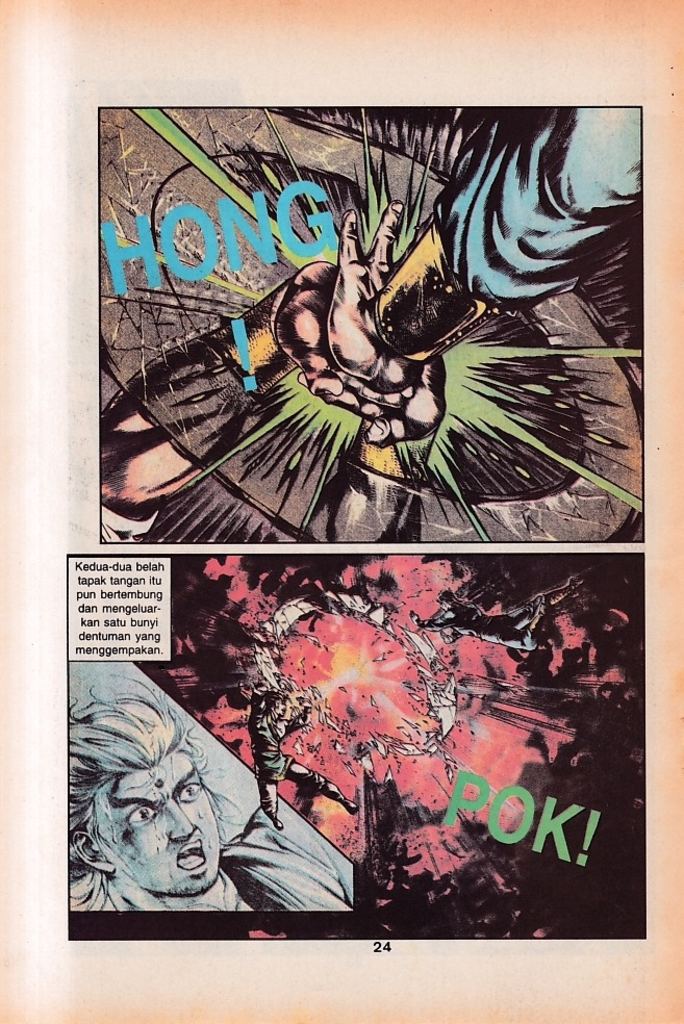 HONG
!
Kedua-dua belah
tapak tangan itu
pun bertembung
dan mengeluar-
kan satu bunyi
dentuman yang
menggempakan.
POK!
24